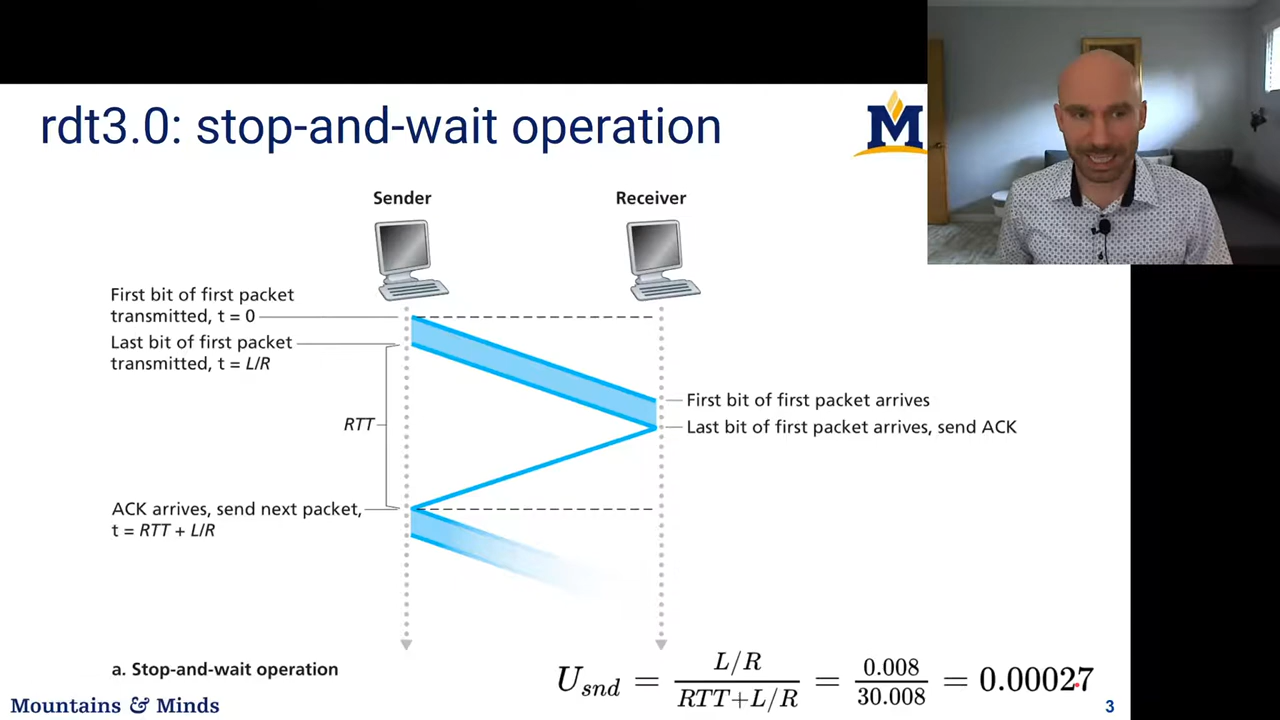 rdt3.0: stop-and-wait operation
M
Sender
Receiver
First bit of first packet
transmitted, t = 0
Last bit of first packet
transmitted, t = L/R
First bit of first packet arrives
Last bit of first packet arrives, send ACK
RTT
ACK arrives, send next packet,
t = RTT + L/R
a. Stop-and-wait operation
U_snd = (L/R)/(RTT+L/R) = 0.008/30.008 = 0.00027
Mountains & Minds
3